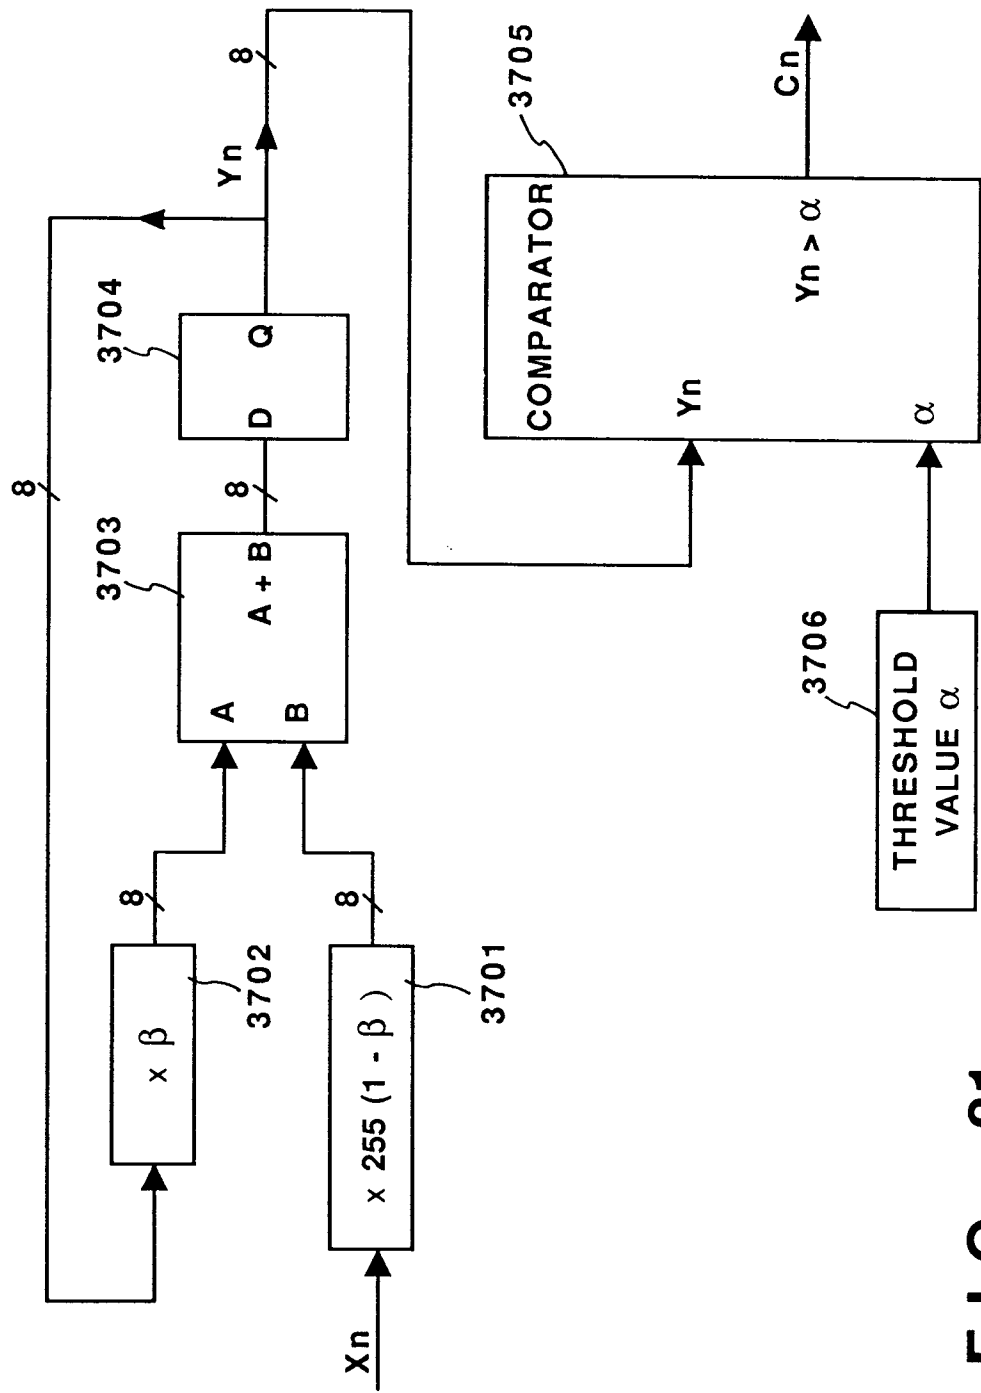 8
3703
3704
8
x β
3702
A
B
A + B
8
D
Q
Yn
8
Xn
x 255 (1 - β )
8
3701
3705
COMPARATOR
Yn
Yn > α
Cn
α
3706
THRESHOLD
VALUE α